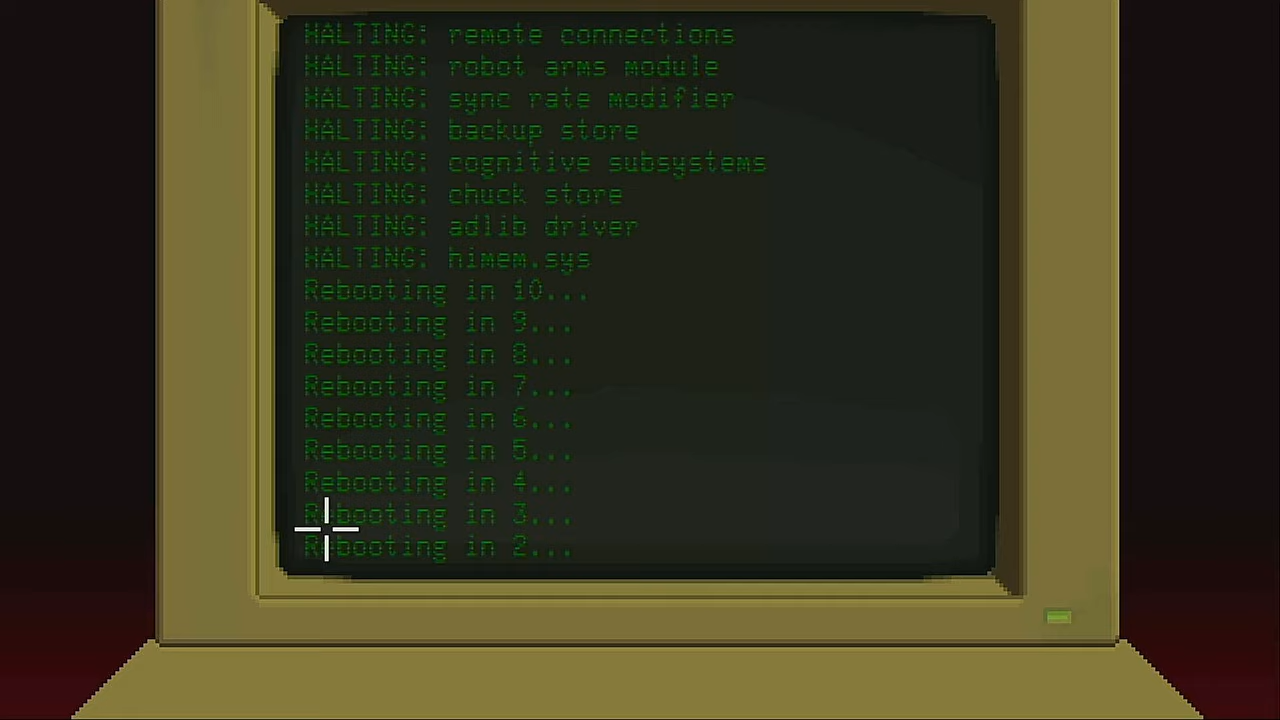 HALTING: remote connections
HALTING: robot arms module
HALTING: sync rate modifier
HALTING: backup store
HALTING: cognitive subsystems
HALTING: chuck store
HALTING: adlib driver
HALTING: himem.sys
Rebooting in 10...
Rebooting in 9...
Rebooting in 8...
Rebooting in 7...
Rebooting in 6...
Rebooting in 5...
Rebooting in 4...
Rebooting in 3...
Rebooting in 2...